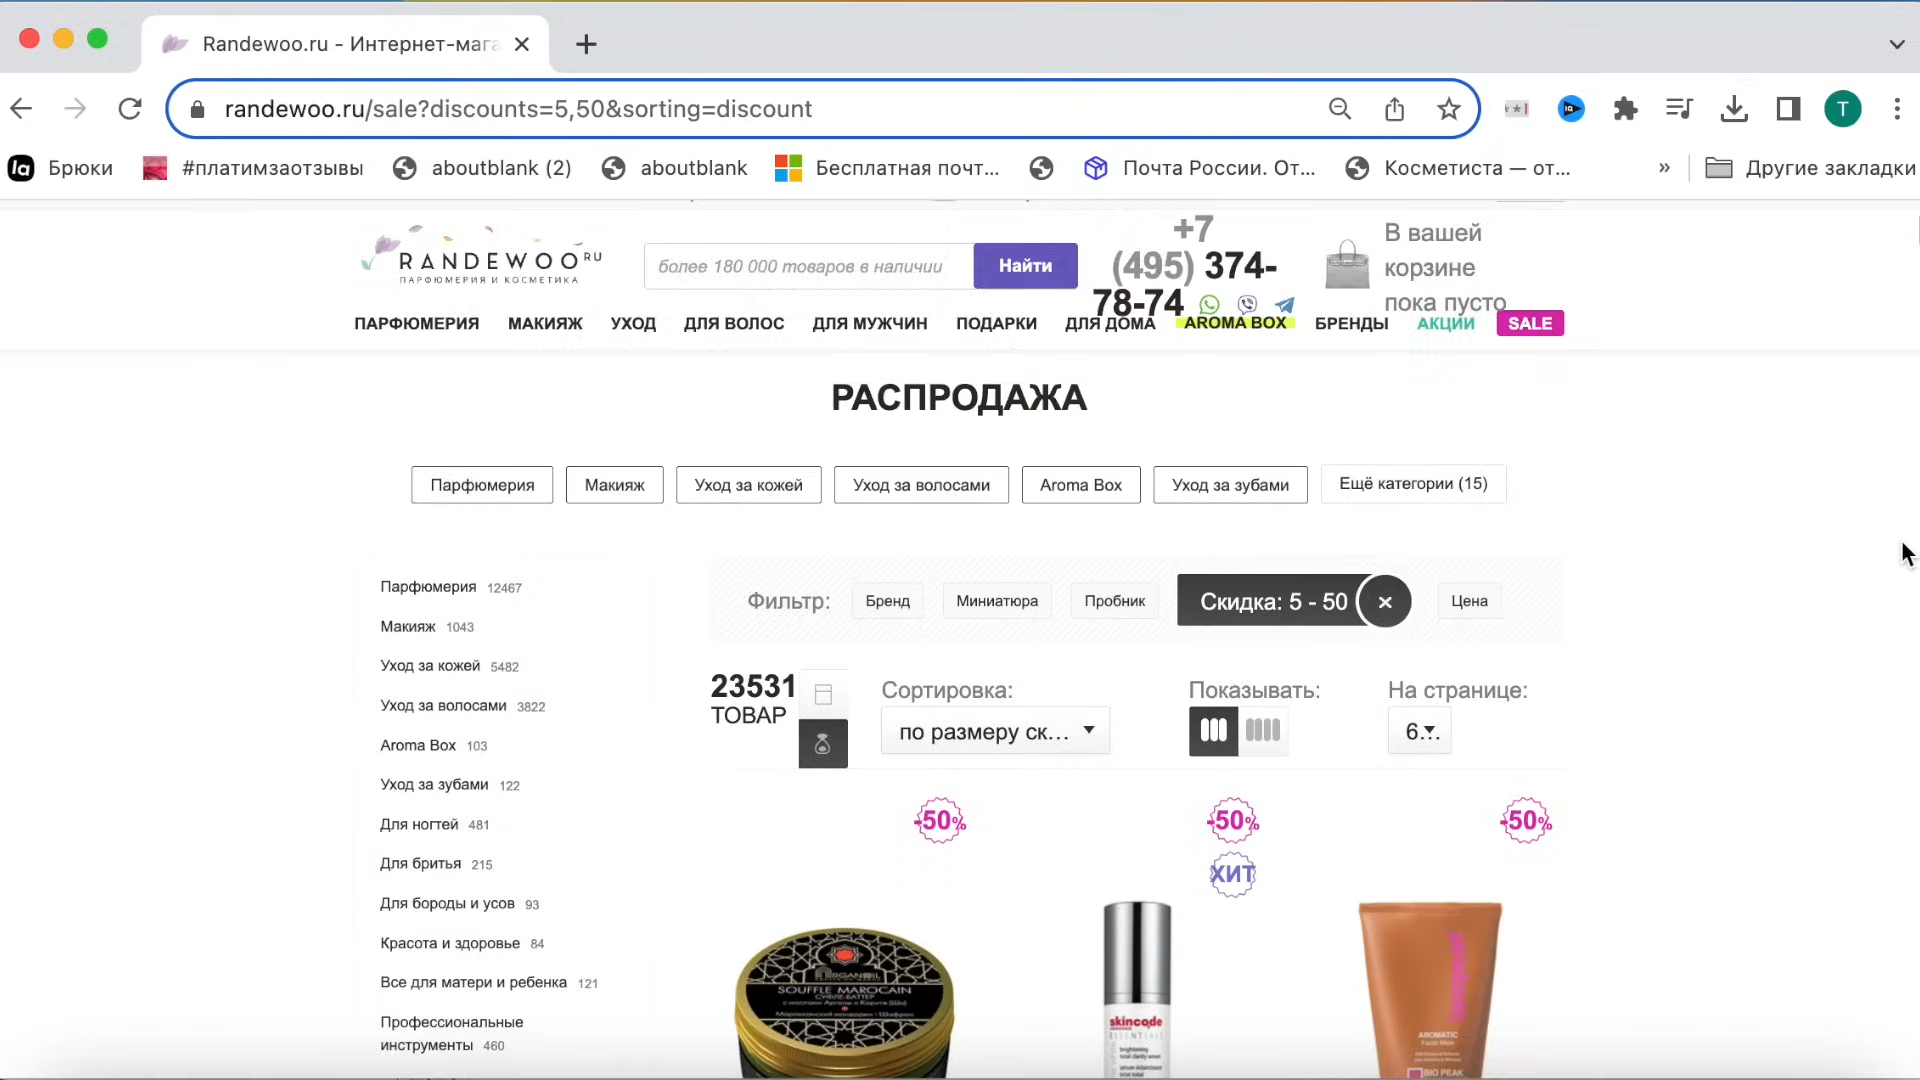 Randewoo.ru - Интернет-мага
randewoo.ru/sale?discounts=5,50&sorting=discount
T
Брюки
#платимзаотзывы
aboutblank (2)
aboutblank
Бесплатная почт...
Почта России. От...
Косметиста — от...
»
Другие закладки
RANDEWOO RU
ПАРФЮМЕРИЯ И КОСМЕТИКА
более 180 000 товаров в наличии
Найти
+7
(495) 374-
78-74
В вашей
корзине
пока пусто
ПАРФЮМЕРИЯ
МАКИЯЖ
УХОД
ДЛЯ ВОЛОС
ДЛЯ МУЖЧИН
ПОДАРКИ
ДЛЯ ДОМА
AROMA BOX
БРЕНДЫ
АКЦИИ
SALE
РАСПРОДАЖА
Парфюмерия
Макияж
Уход за кожей
Уход за волосами
Aroma Box
Уход за зубами
Ещё категории (15)
Парфюмерия 12467
Макияж 1043
Уход за кожей 5482
Уход за волосами 3822
Aroma Box 103
Уход за зубами 122
Для ногтей 481
Для бритья 215
Для бороды и усов 93
Красота и здоровье 84
Все для матери и ребенка 121
Профессиональные
инструменты 460
Фильтр:
Бренд
Миниатюра
Пробник
Скидка: 5 - 50
Цена
23531
ТОВАР
Сортировка:
по размеру ск...
Показывать:
На странице:
6...
-50%
-50%
ХИТ
-50%
SOUFFLE MAROCAIN
СУФЛЕ-БАТТЕР
skincode
ESSENTIALS
AROMATIC
BIO PEAK